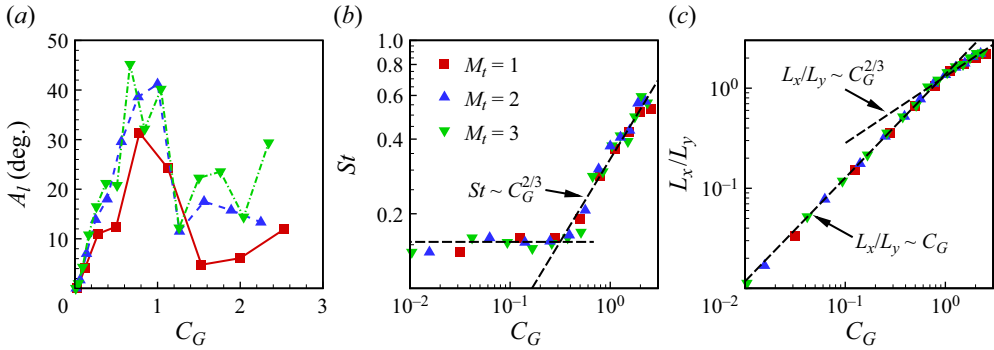 (a)
50
40
30
20
10
0
0
1
2
3
A_l (deg.)
C_G
(b)
1.0
0.6
0.4
0.2
10^{-2}
10^{-1}
10^{0}
St
C_G
M_t = 1
M_t = 2
M_t = 3
St ~ C_G^{2/3}
(c)
10^{0}
10^{-1}
10^{-2}
10^{-1}
10^{0}
L_x/L_y
C_G
L_x/L_y ~ C_G^{2/3}
L_x/L_y ~ C_G